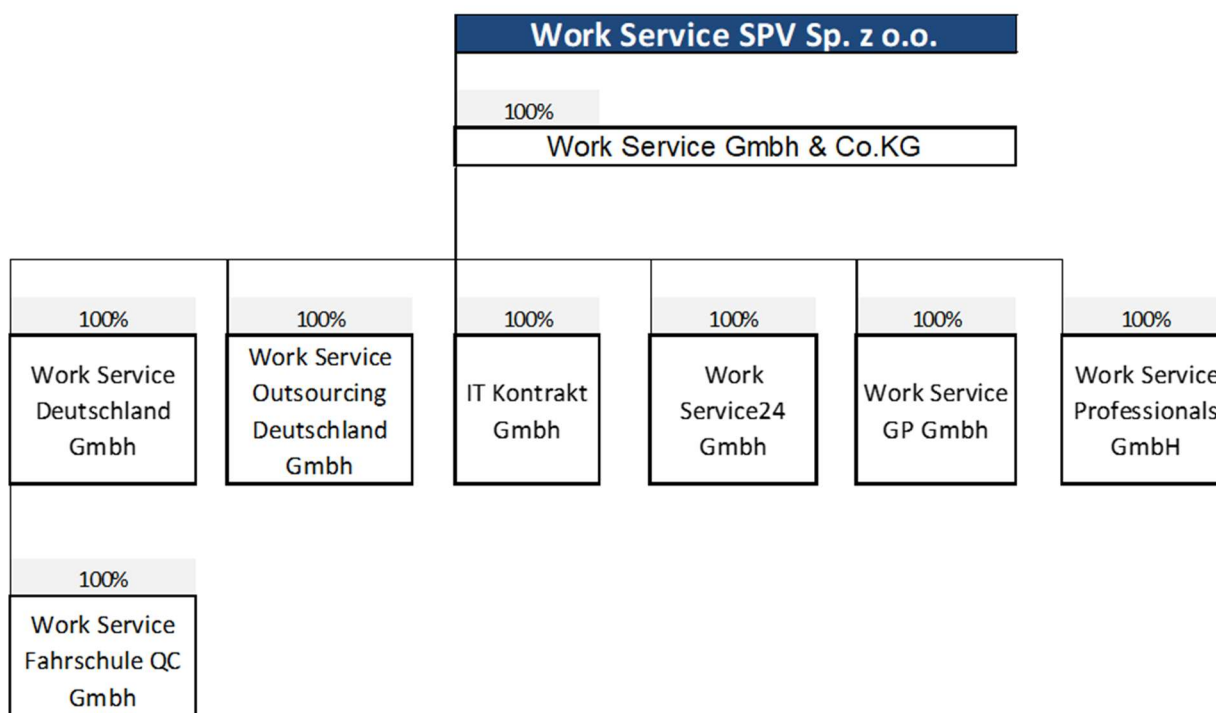 Work Service SPV Sp. z o.o.
100%
Work Service Gmbh & Co.KG
100%
100%
100%
100%
100%
100%
Work Service
Deutschland
Gmbh
Work Service
Outsourcing
Deutschland
Gmbh
IT Kontrakt
Gmbh
Work
Service24
Gmbh
Work Service
GP Gmbh
Work Service
Professionals
GmbH
100%
Work Service
Fahrschule QC
Gmbh